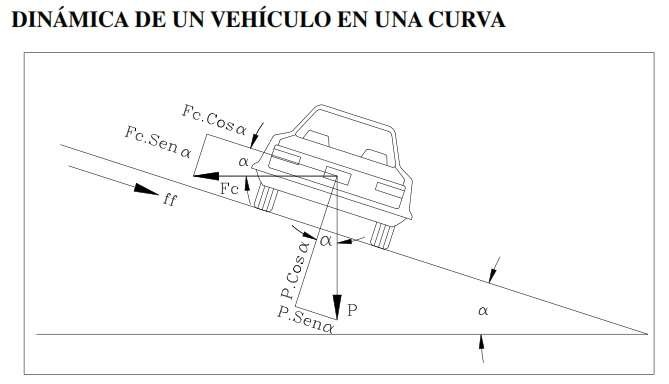 DINÁMICA DE UN VEHÍCULO EN UNA CURVA
Fc.Cosα
Fc.Senα
α
Fc
ff
α
P.Cosα
P
P.Senα
α